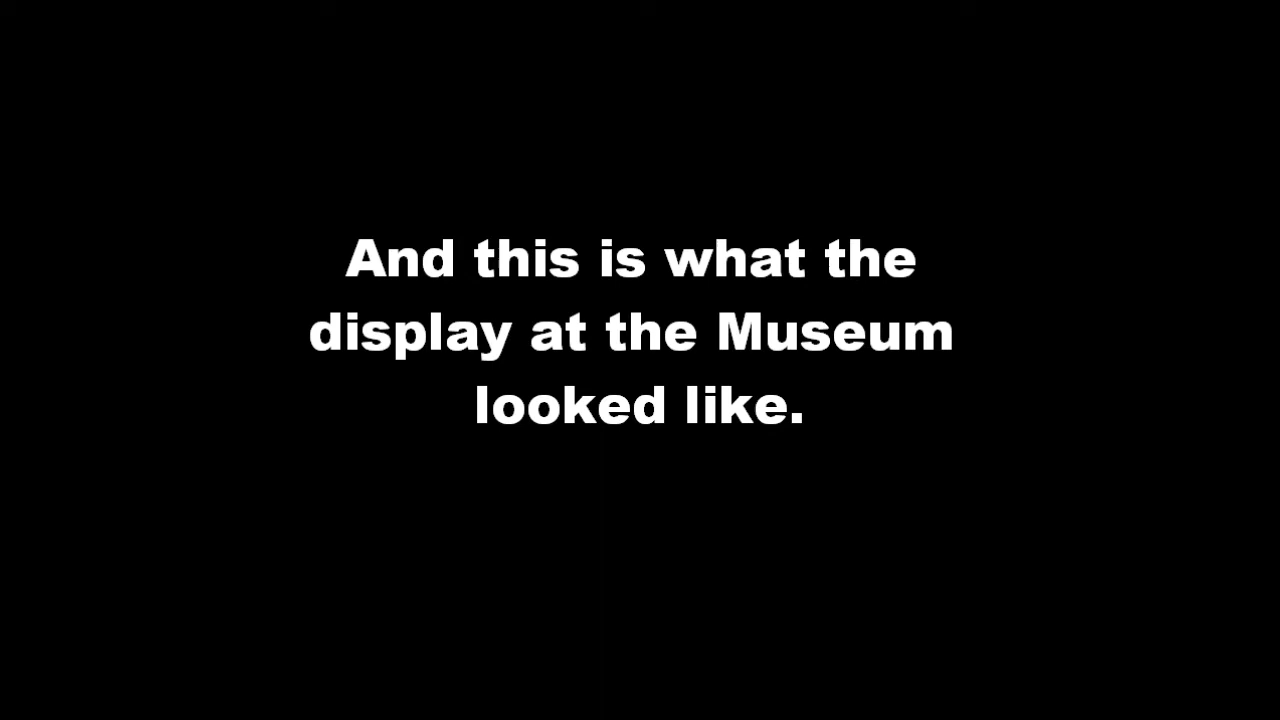 And this is what the
display at the Museum
looked like.